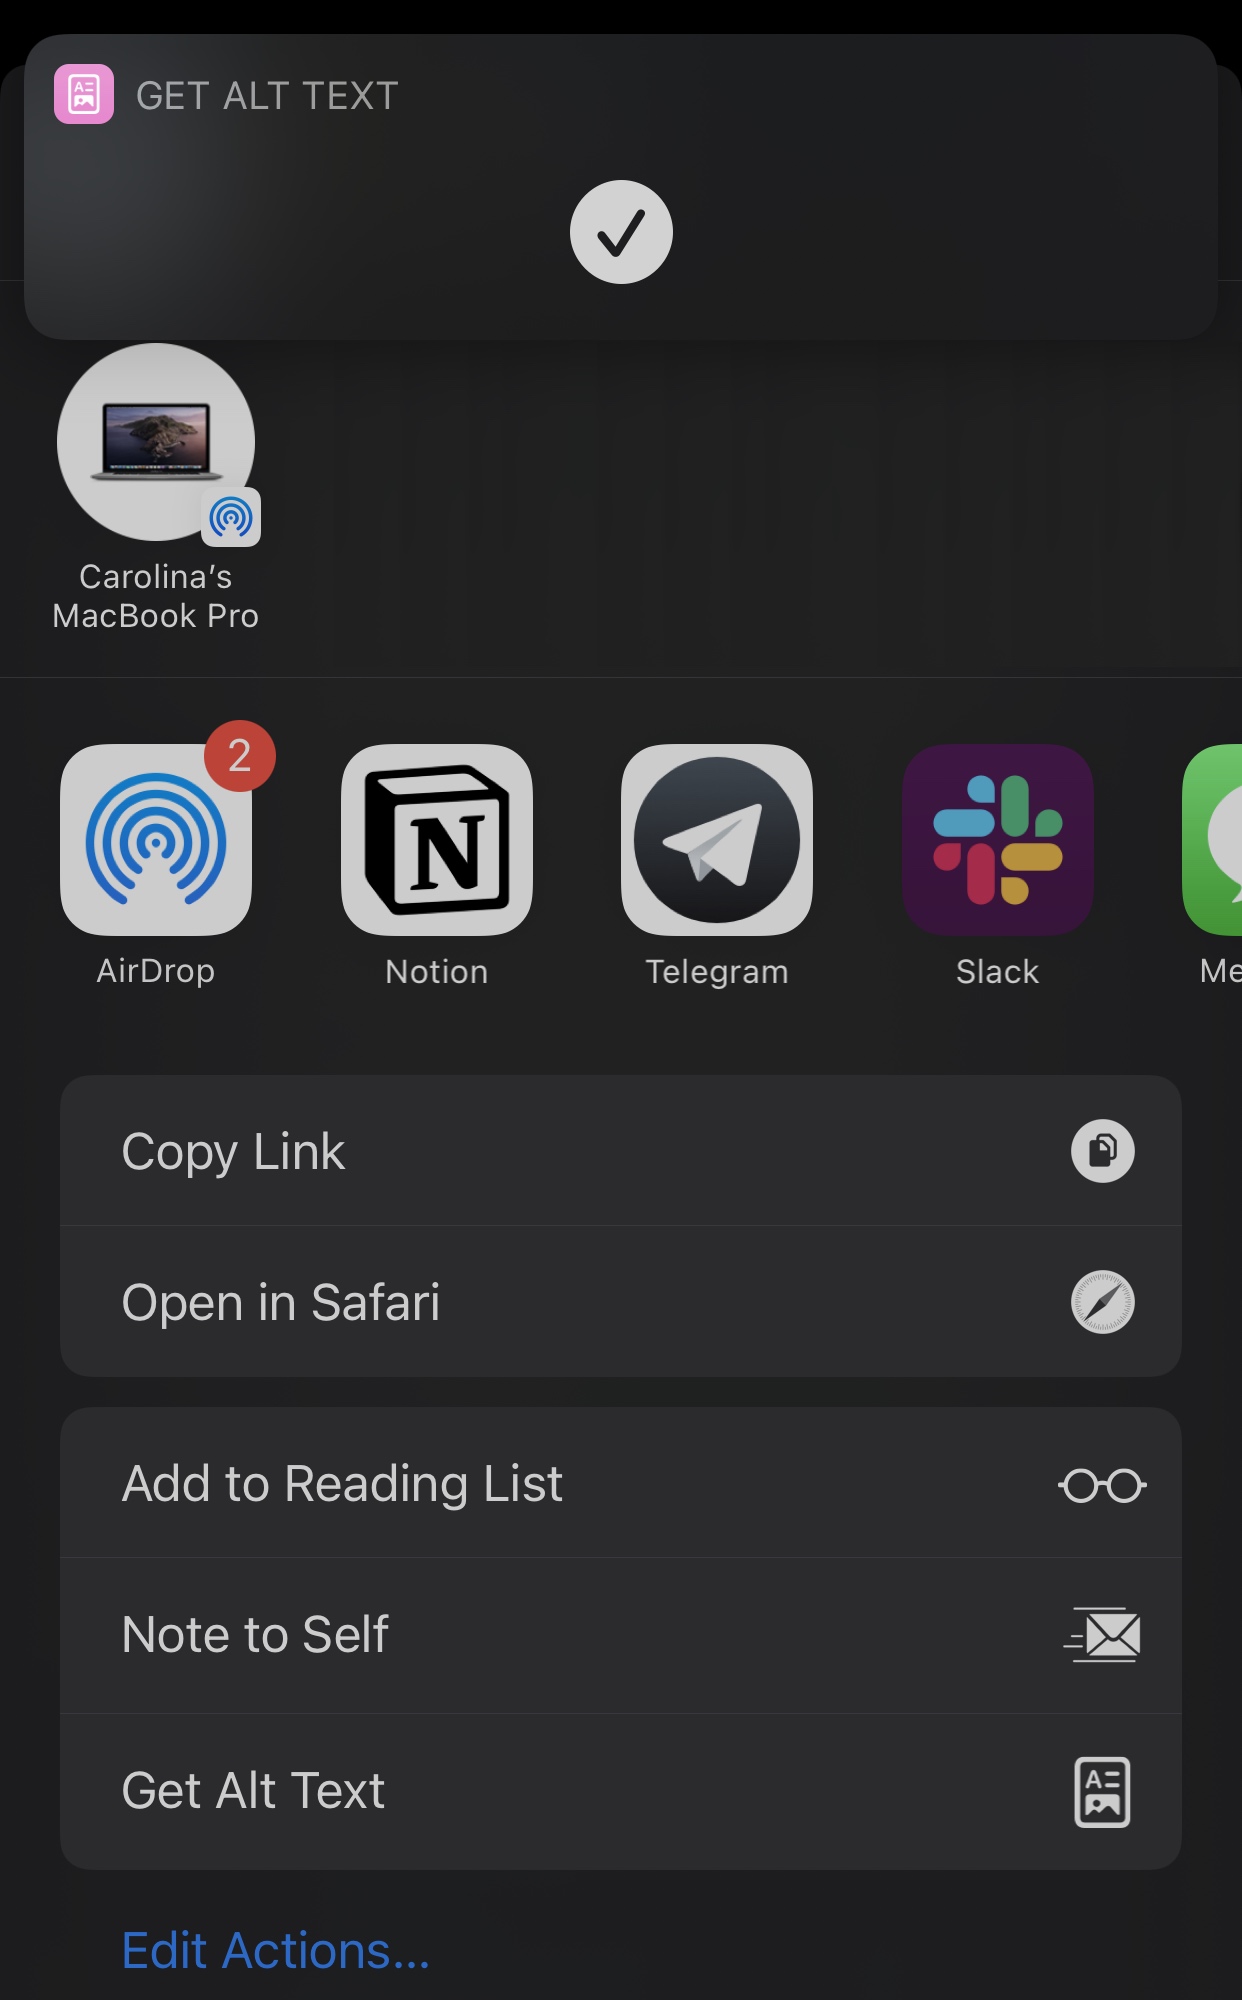 GET ALT TEXT
Carolina’s
MacBook Pro
2
N
AirDrop
Notion
Telegram
Slack
Me
Copy Link
Open in Safari
Add to Reading List
Note to Self
Get Alt Text
A
Edit Actions...